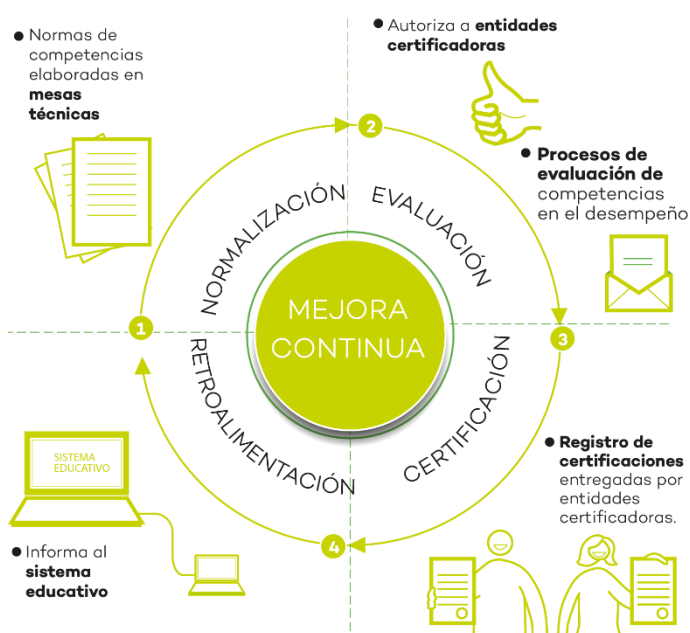 ● Normas de
competencias
elaboradas en
mesas
técnicas
● Autoriza a entidades
certificadoras
● Procesos de
evaluación de
competencias
en el desempeño
1
2
3
4
NORMALIZACIÓN
EVALUACIÓN
CERTIFICACIÓN
RETROALIMENTACIÓN
MEJORA
CONTINUA
● Registro de
certificaciones
entregadas por
entidades
certificadoras.
SISTEMA
EDUCATIVO
● Informa al
sistema
educativo